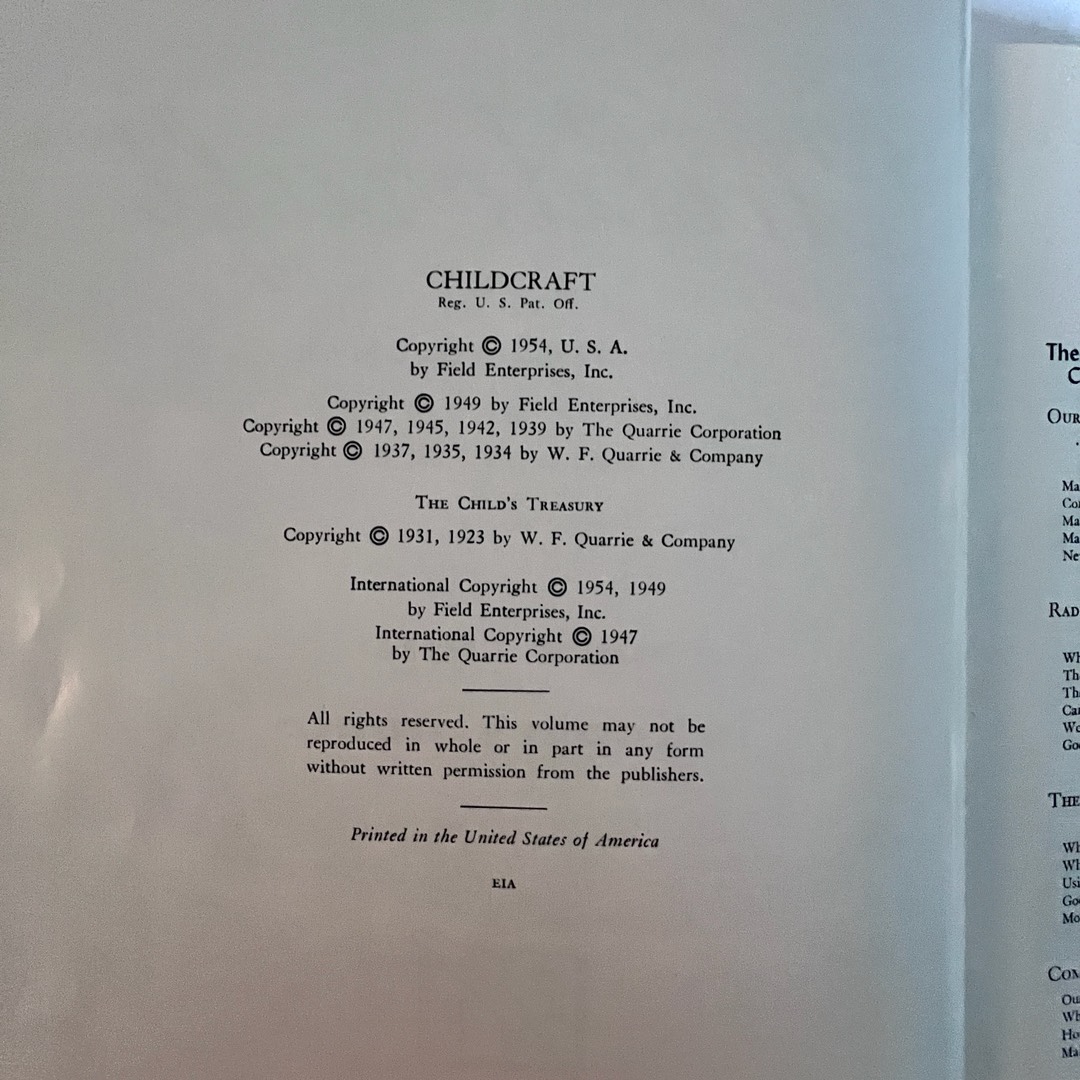 CHILDCRAFT
Reg. U. S. Pat. Off.
Copyright © 1954, U. S. A.
by Field Enterprises, Inc.
Copyright © 1949 by Field Enterprises, Inc.
Copyright © 1947, 1945, 1942, 1939 by The Quarrie Corporation
Copyright © 1937, 1935, 1934 by W. F. Quarrie & Company
THE CHILD'S TREASURY
Copyright © 1931, 1923 by W. F. Quarrie & Company
International Copyright © 1954, 1949
by Field Enterprises, Inc.
International Copyright © 1947
by The Quarrie Corporation
All rights reserved. This volume may not be
reproduced in whole or in part in any form
without written permission from the publishers.
Printed in the United States of America
EIA
The
OUR
THE